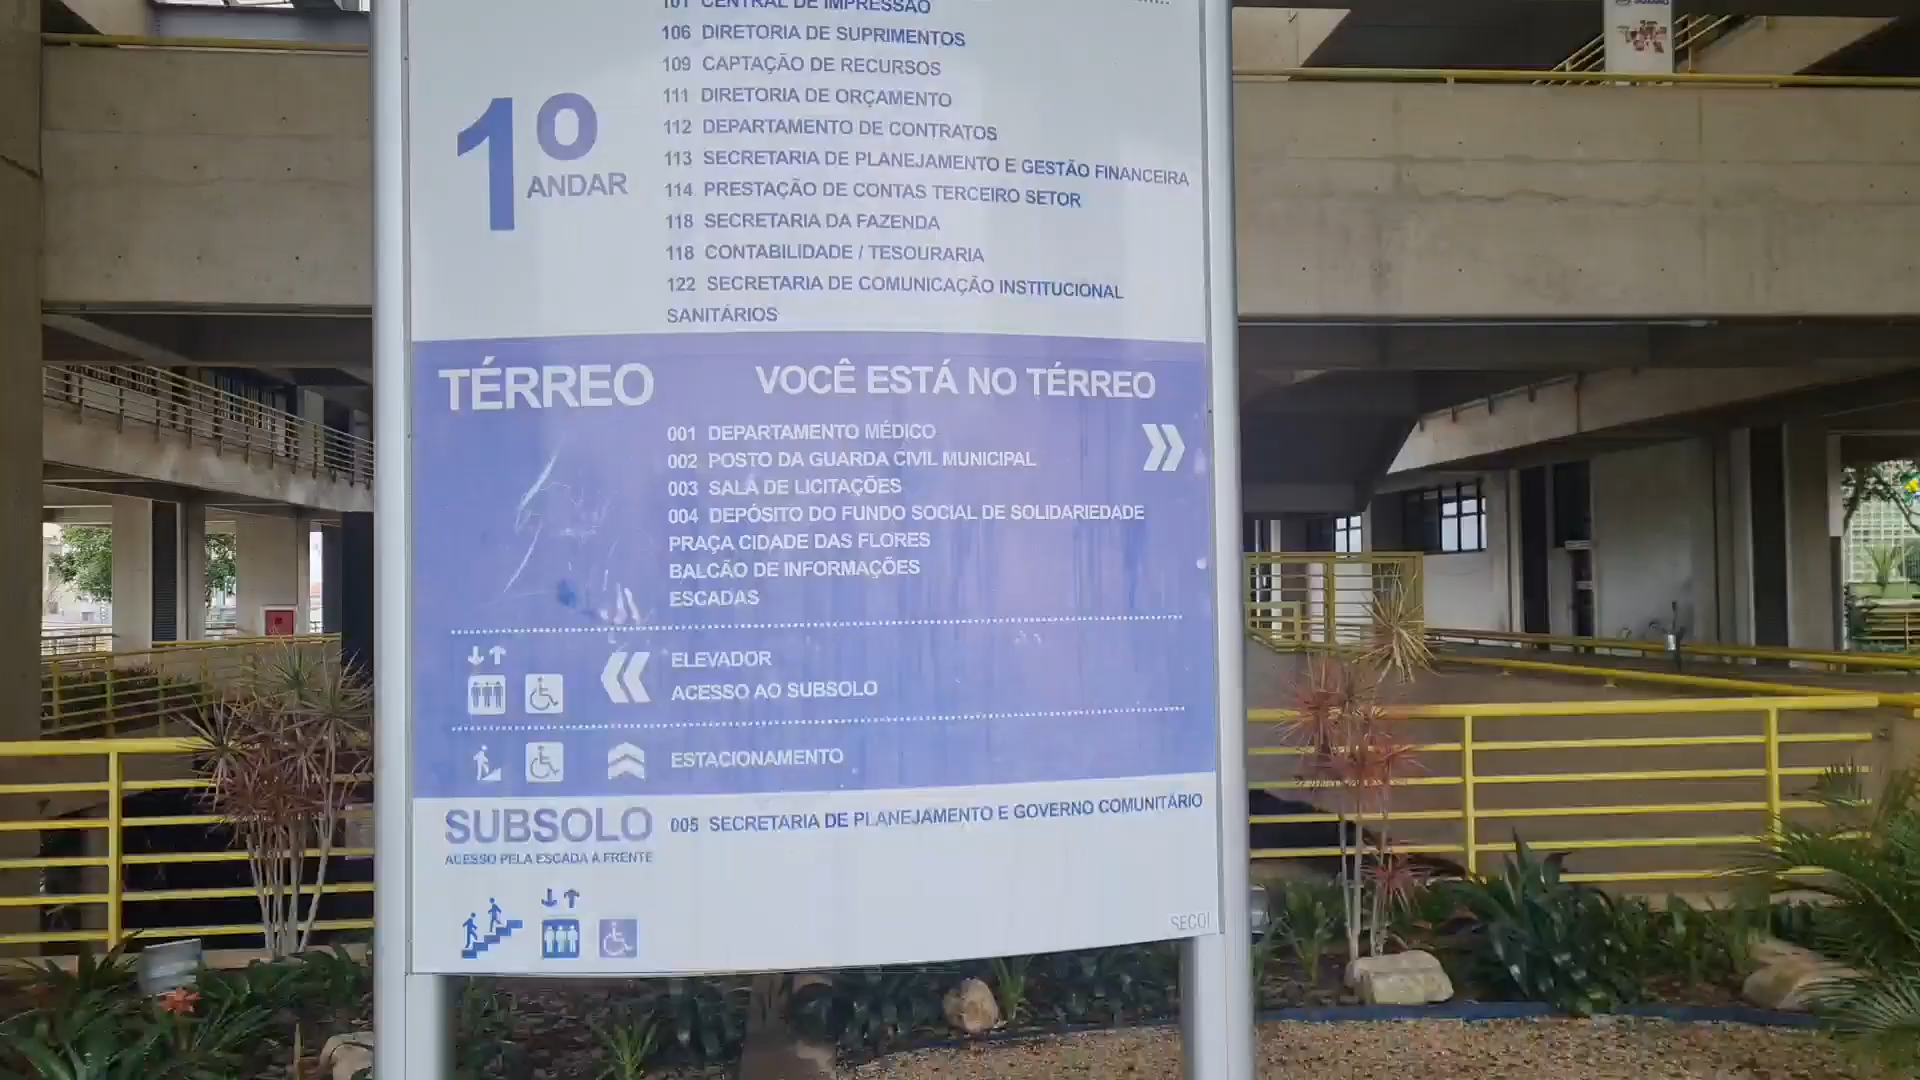 101 CENTRAL DE IMPRESSÃO
106 DIRETORIA DE SUPRIMENTOS
109 CAPTAÇÃO DE RECURSOS
111 DIRETORIA DE ORÇAMENTO
112 DEPARTAMENTO DE CONTRATOS
113 SECRETARIA DE PLANEJAMENTO E GESTÃO FINANCEIRA
114 PRESTAÇÃO DE CONTAS TERCEIRO SETOR
118 SECRETARIA DA FAZENDA
118 CONTABILIDADE / TESOURARIA
122 SECRETARIA DE COMUNICAÇÃO INSTITUCIONAL
SANITÁRIOS
1º ANDAR
TÉRREO
VOCÊ ESTÁ NO TÉRREO
001 DEPARTAMENTO MÉDICO
002 POSTO DA GUARDA CIVIL MUNICIPAL
003 SALA DE LICITAÇÕES
004 DEPÓSITO DO FUNDO SOCIAL DE SOLIDARIEDADE
PRAÇA CIDADE DAS FLORES
BALCÃO DE INFORMAÇÕES
ESCADAS
ELEVADOR
ACESSO AO SUBSOLO
ESTACIONAMENTO
SUBSOLO
ACESSO PELA ESCADA À FRENTE
005 SECRETARIA DE PLANEJAMENTO E GOVERNO COMUNITÁRIO
SECOI